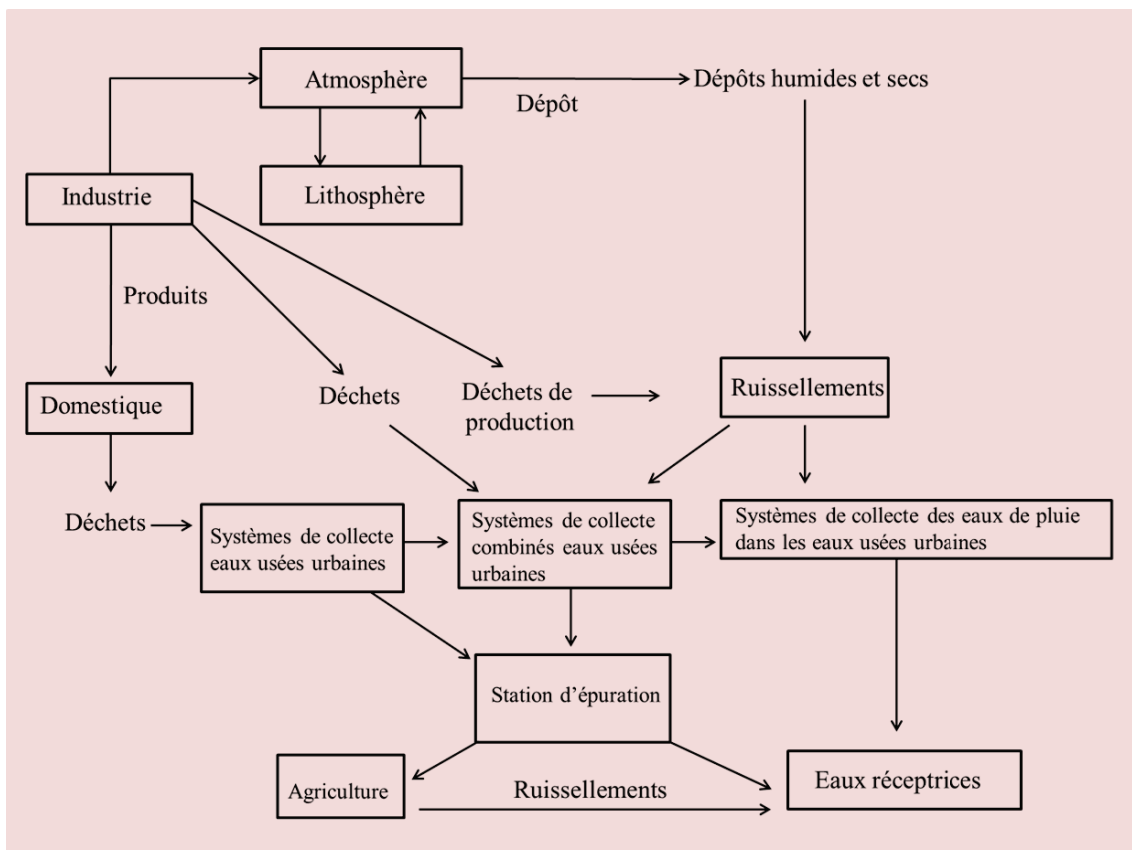 Atmosphère
Dépôts humides et secs
Dépôt
Industrie
Lithosphère
Produits
Domestique
Déchets
Déchets de
production
Ruissellements
Déchets
Systèmes de collecte
eaux usées urbaines
Systèmes de collecte
combinés eaux usées
urbaines
Systèmes de collecte des eaux de pluie
dans les eaux usées urbaines
Station d’épuration
Agriculture
Ruissellements
Eaux réceptrices